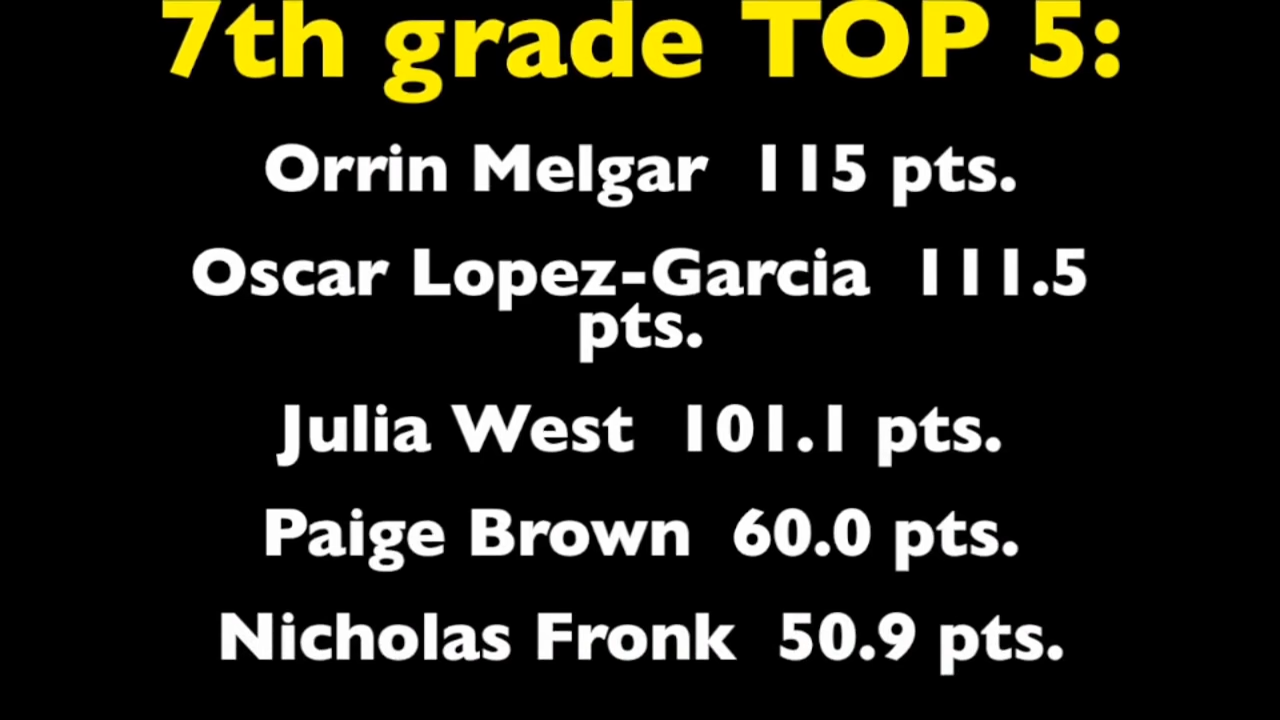 7th grade TOP 5:
Orrin Melgar 115 pts.
Oscar Lopez-Garcia 111.5
pts.
Julia West 101.1 pts.
Paige Brown 60.0 pts.
Nicholas Fronk 50.9 pts.